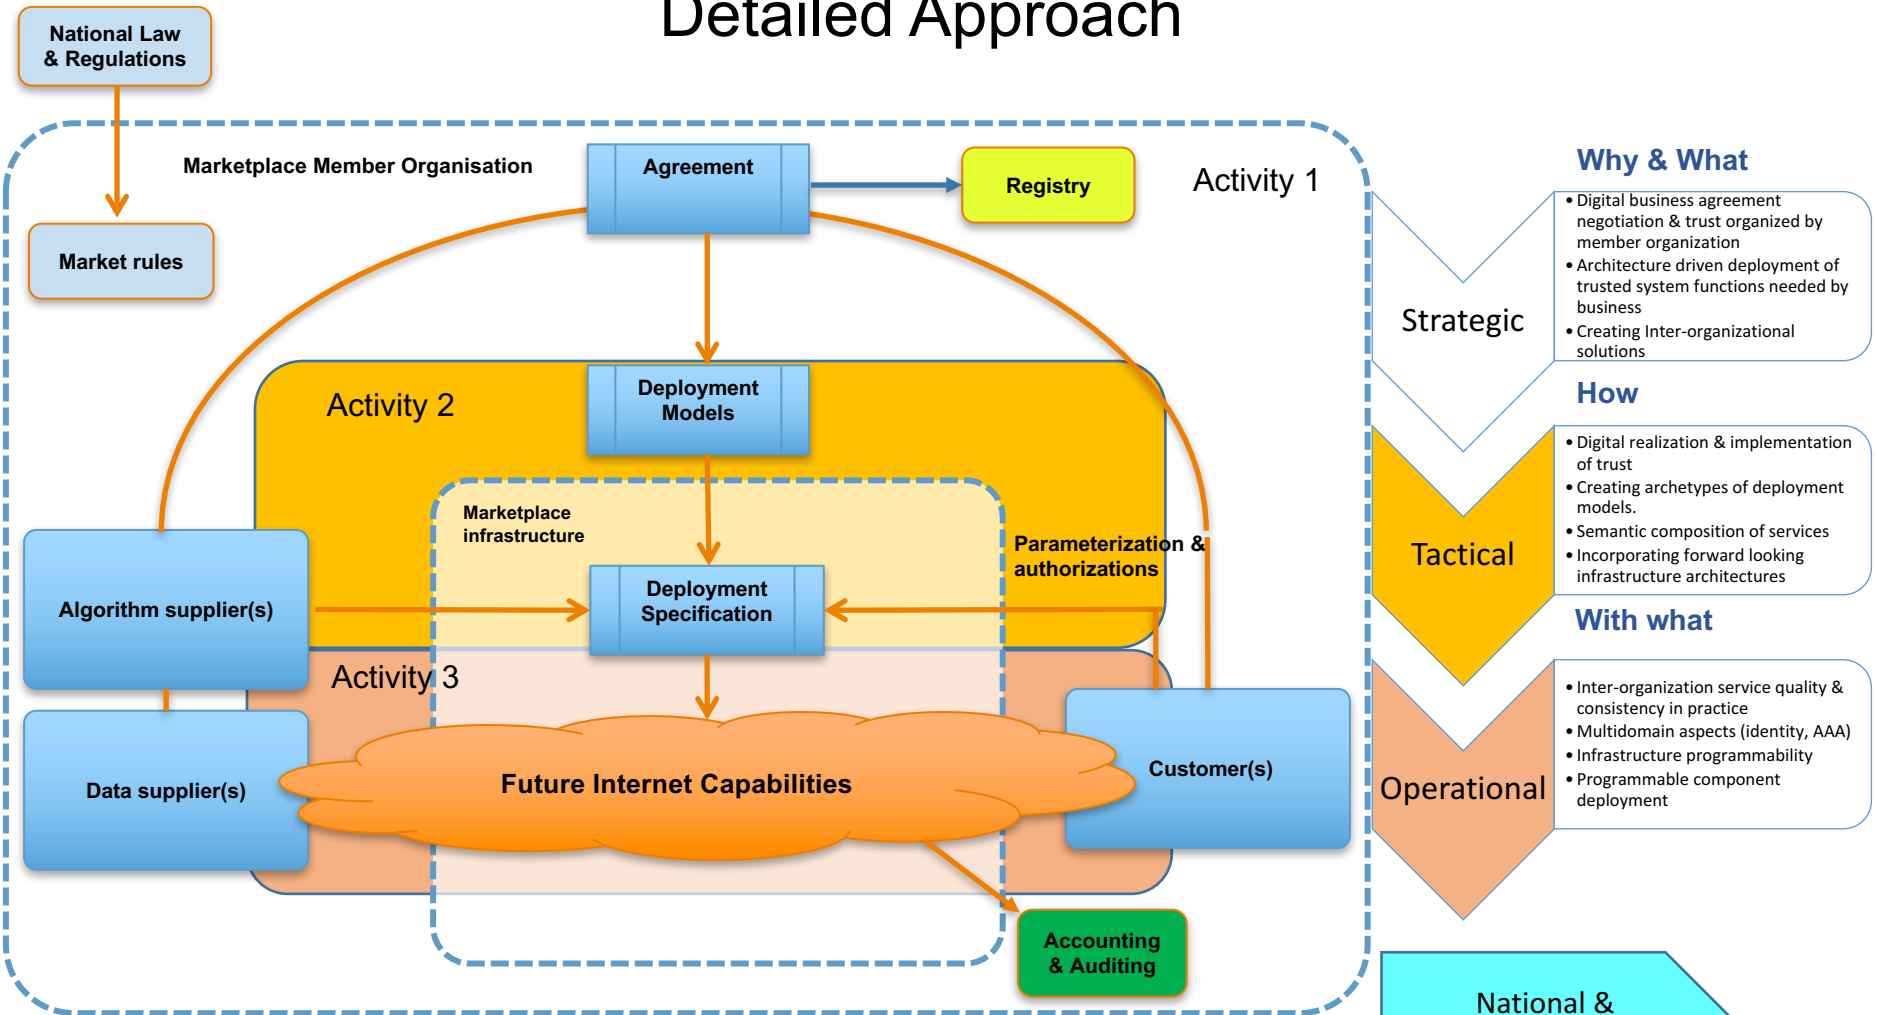 Detailed Approach
National Law
& Regulations
Marketplace Member Organisation
Agreement
Registry
Activity 1
Market rules
Activity 2
Deployment
Models
Marketplace
infrastructure
Parameterization &
authorizations
Algorithm supplier(s)
Deployment
Specification
Activity 3
Data supplier(s)
Future Internet Capabilities
Customer(s)
Accounting
& Auditing
Why & What
Strategic
• Digital business agreement
negotiation & trust organized by
member organization
• Architecture driven deployment of
trusted system functions needed by
business
• Creating Inter-organizational
solutions
How
Tactical
• Digital realization & implementation
of trust
• Creating archetypes of deployment
models.
• Semantic composition of services
• Incorporating forward looking
infrastructure architectures
With what
Operational
• Inter-organization service quality &
consistency in practice
• Multidomain aspects (identity, AAA)
• Infrastructure programmability
• Programmable component
deployment
National &